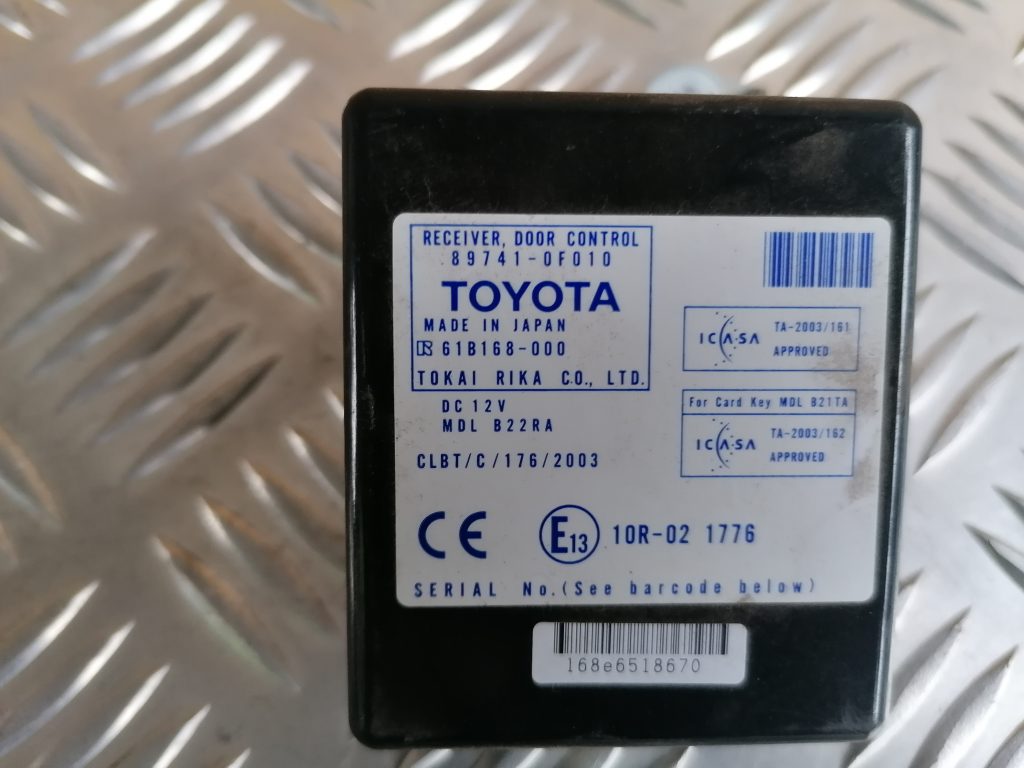 RECEIVER, DOOR CONTROL
89741-0F010
TOYOTA
MADE IN JAPAN
61B168-000
TOKAI RIKA CO., LTD.
DC 12V
MDL B22RA
CLBT/C/176/2003
ICASA
TA-2003/161
APPROVED
For Card Key MDL B21TA
ICASA
TA-2003/162
APPROVED
CE
E13
10R-02 1776
SERIAL No.(See barcode below)
168e6518670